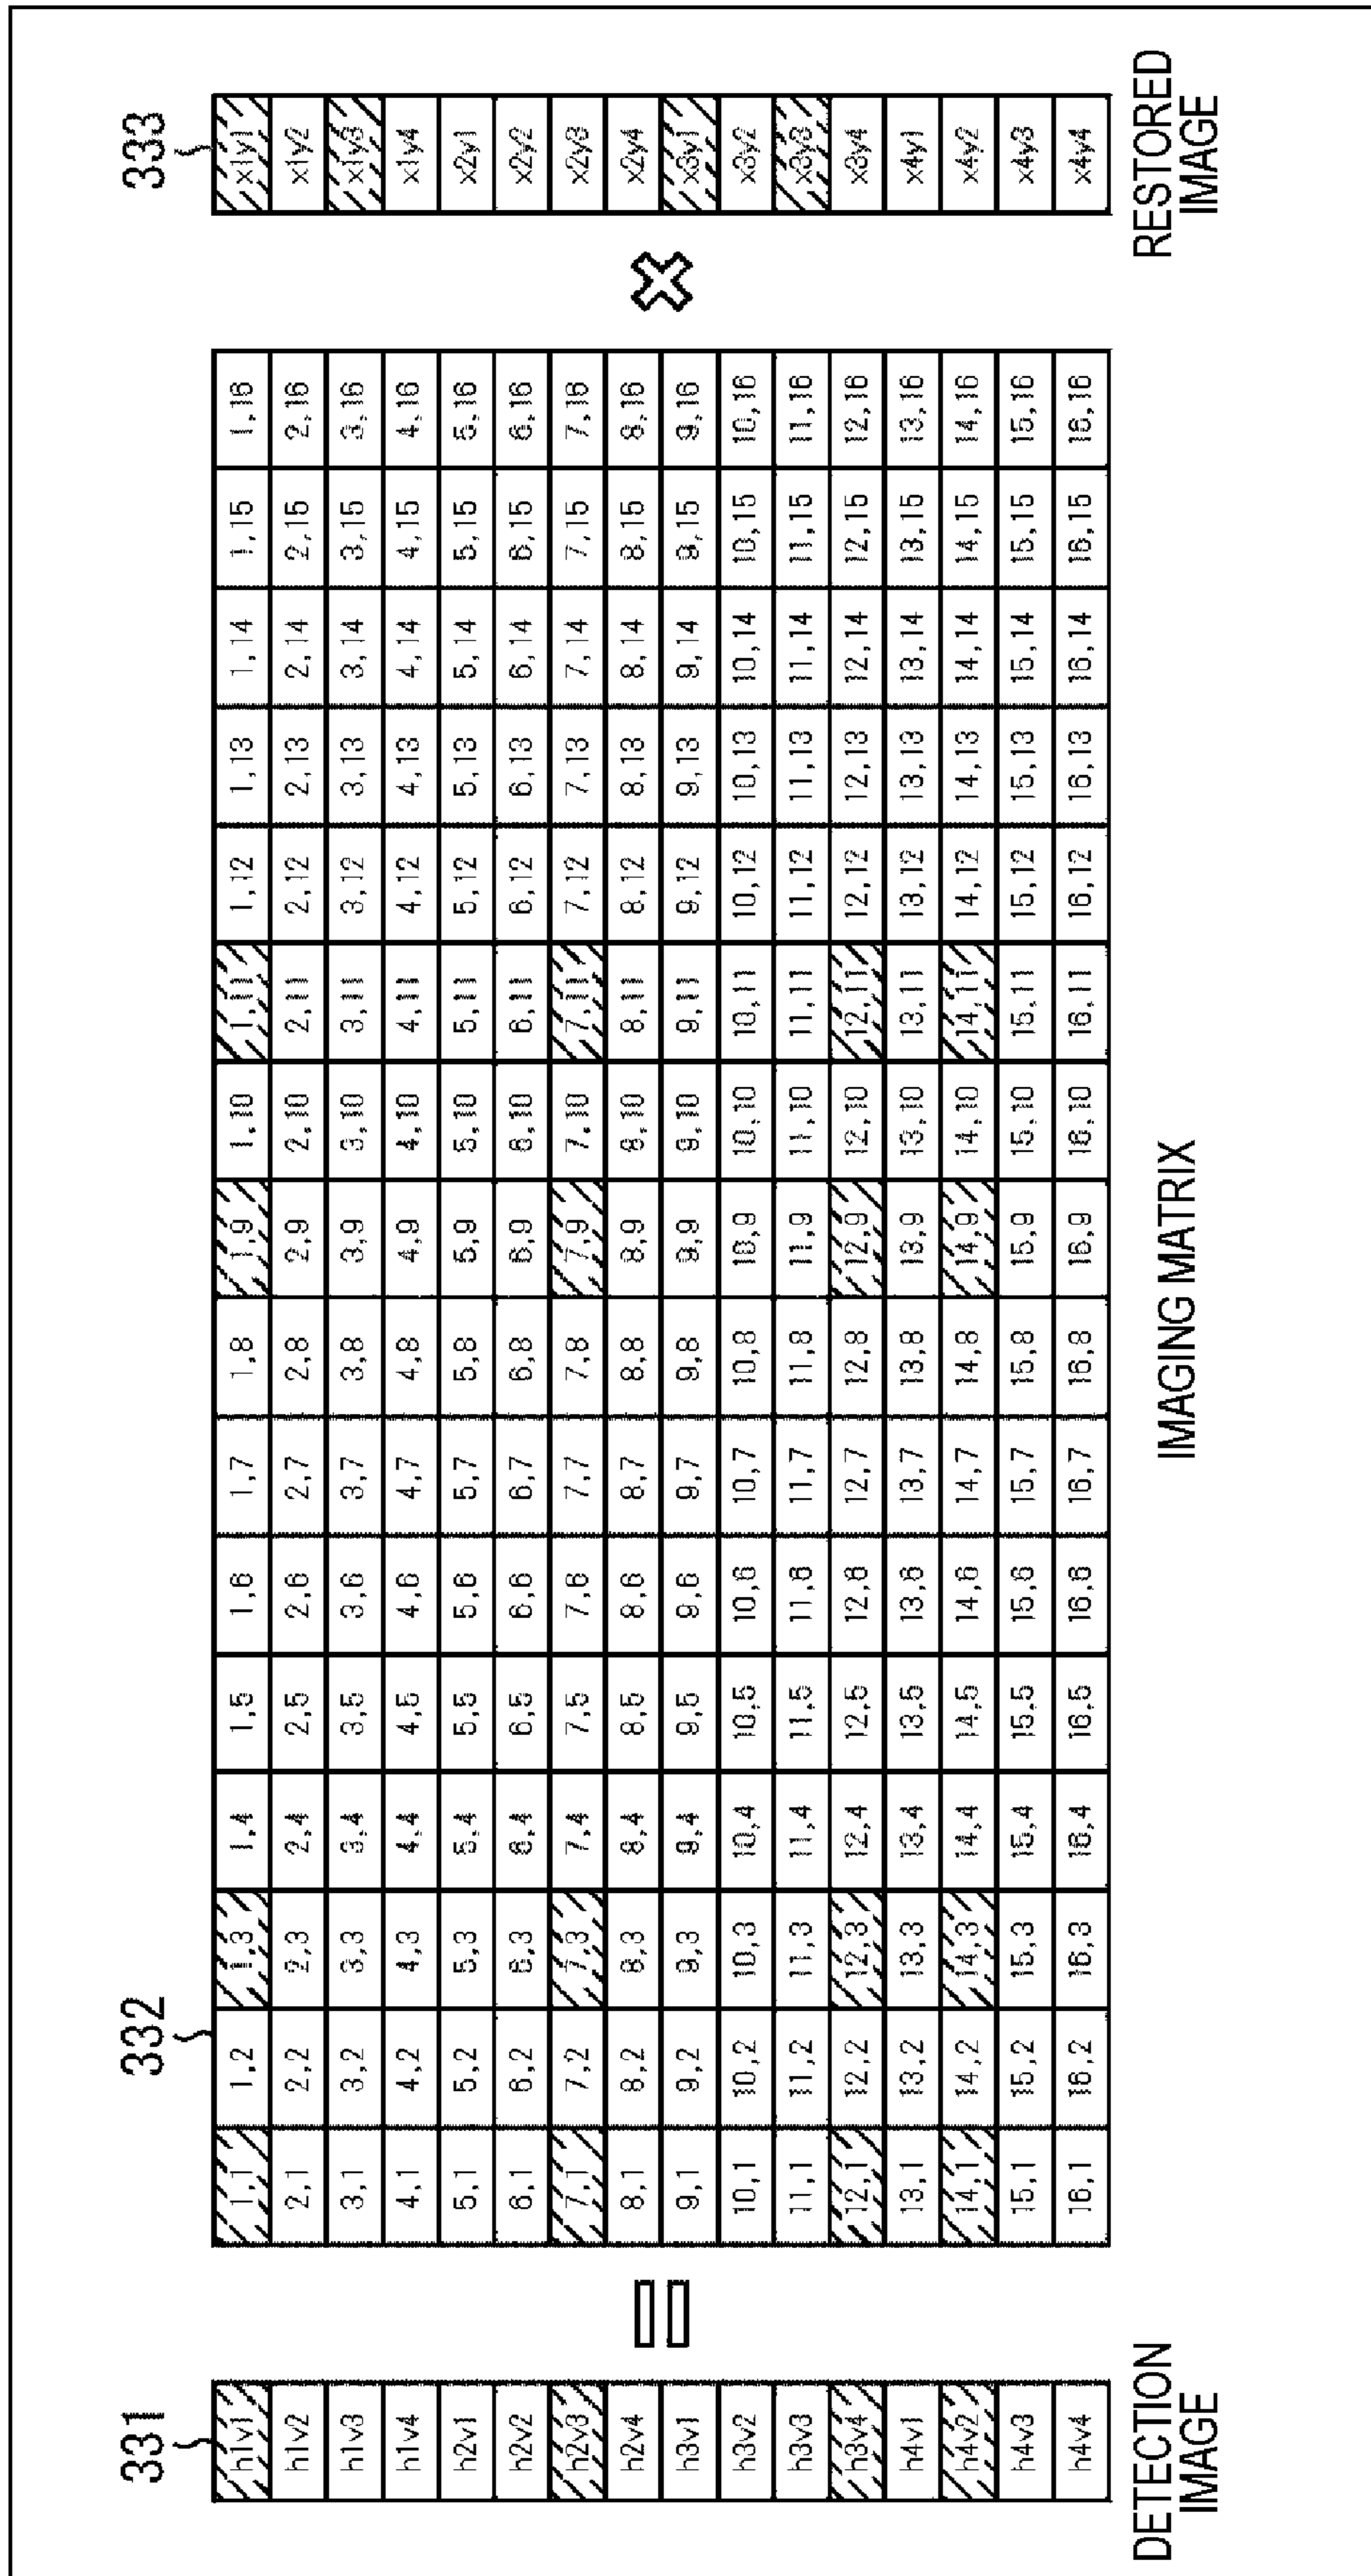 331 332 333
h1v1 1,1 1,2 1,3 1,4 1,5 1,6 1,7 1,8 1,9 1,10 1,11 1,12 1,13 1,14 1,15 1,16 x1y1
h1v2 2,1 2,2 2,3 2,4 2,5 2,6 2,7 2,8 2,9 2,10 2,11 2,12 2,13 2,14 2,15 2,16 x1y2
h1v3 3,1 3,2 3,3 3,4 3,5 3,6 3,7 3,8 3,9 3,10 3,11 3,12 3,13 3,14 3,15 3,16 x1y3
h1v4 4,1 4,2 4,3 4,4 4,5 4,6 4,7 4,8 4,9 4,10 4,11 4,12 4,13 4,14 4,15 4,16 x1y4
h2v1 5,1 5,2 5,3 5,4 5,5 5,6 5,7 5,8 5,9 5,10 5,11 5,12 5,13 5,14 5,15 5,16 x2y1
h2v2 6,1 6,2 6,3 6,4 6,5 6,6 6,7 6,8 6,9 6,10 6,11 6,12 6,13 6,14 6,15 6,16 x2y2
h2v3 7,1 7,2 7,3 7,4 7,5 7,6 7,7 7,8 7,9 7,10 7,11 7,12 7,13 7,14 7,15 7,16 x2y3
h2v4 8,1 8,2 8,3 8,4 8,5 8,6 8,7 8,8 8,9 8,10 8,11 8,12 8,13 8,14 8,15 8,16 x2y4
= ×
h3v1 9,1 9,2 9,3 9,4 9,5 9,6 9,7 9,8 9,9 9,10 9,11 9,12 9,13 9,14 9,15 9,16 x3y1
h3v2 10,1 10,2 10,3 10,4 10,5 10,6 10,7 10,8 10,9 10,10 10,11 10,12 10,13 10,14 10,15 10,16 x3y2
h3v3 11,1 11,2 11,3 11,4 11,5 11,6 11,7 11,8 11,9 11,10 11,11 11,12 11,13 11,14 11,15 11,16 x3y3
h3v4 12,1 12,2 12,3 12,4 12,5 12,6 12,7 12,8 12,9 12,10 12,11 12,12 12,13 12,14 12,15 12,16 x3y4
h4v1 13,1 13,2 13,3 13,4 13,5 13,6 13,7 13,8 13,9 13,10 13,11 13,12 13,13 13,14 13,15 13,16 x4y1
h4v2 14,1 14,2 14,3 14,4 14,5 14,6 14,7 14,8 14,9 14,10 14,11 14,12 14,13 14,14 14,15 14,16 x4y2
h4v3 15,1 15,2 15,3 15,4 15,5 15,6 15,7 15,8 15,9 15,10 15,11 15,12 15,13 15,14 15,15 15,16 x4y3
h4v4 16,1 16,2 16,3 16,4 16,5 16,6 16,7 16,8 16,9 16,10 16,11 16,12 16,13 16,14 16,15 16,16 x4y4
DETECTION
IMAGE
IMAGING MATRIX
RESTORED
IMAGE